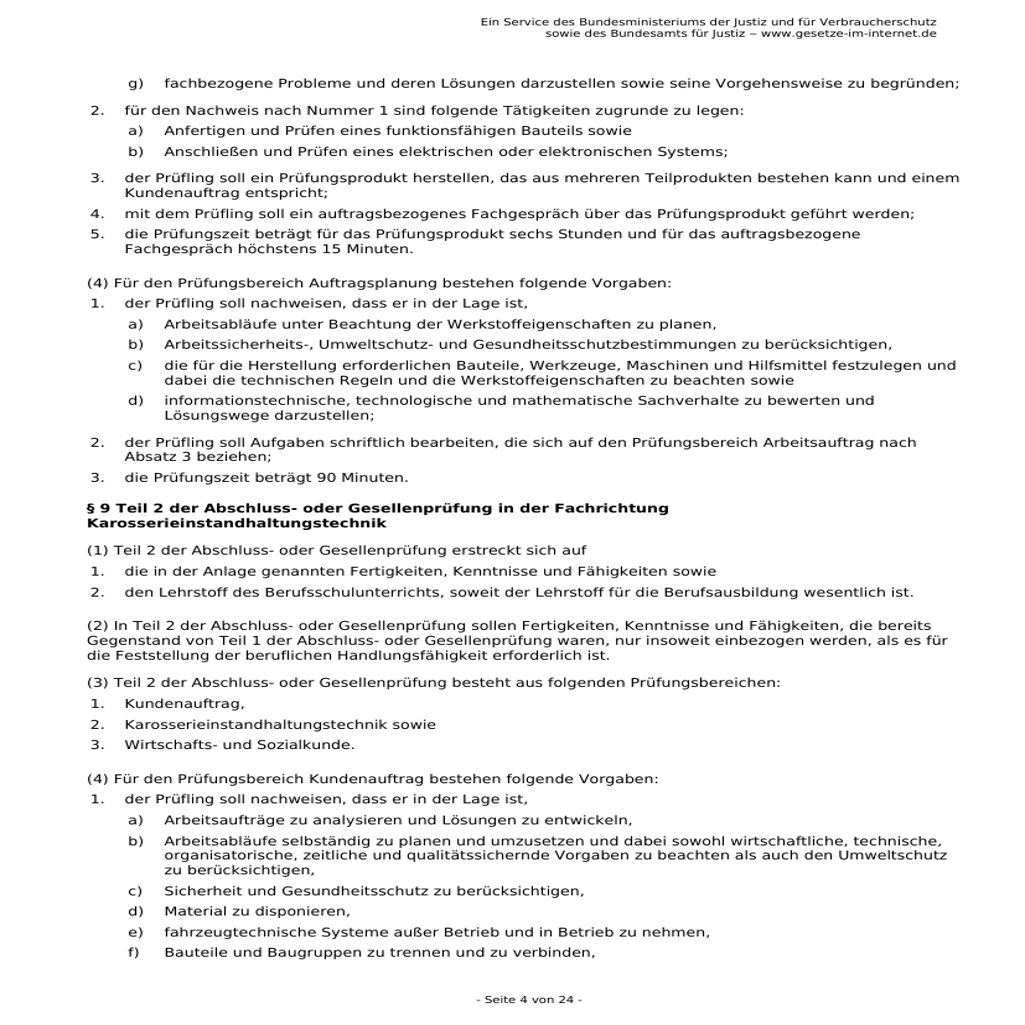 Ein Service des Bundesministeriums der Justiz und für Verbraucherschutz
sowie des Bundesamts für Justiz – www.gesetze-im-internet.de
g) fachbezogene Probleme und deren Lösungen darzustellen sowie seine Vorgehensweise zu begründen;
2. für den Nachweis nach Nummer 1 sind folgende Tätigkeiten zugrunde zu legen:
a) Anfertigen und Prüfen eines funktionsfähigen Bauteils sowie
b) Anschließen und Prüfen eines elektrischen oder elektronischen Systems;
3. der Prüfling soll ein Prüfungsprodukt herstellen, das aus mehreren Teilprodukten bestehen kann und einem
Kundenauftrag entspricht;
4. mit dem Prüfling soll ein auftragsbezogenes Fachgespräch über das Prüfungsprodukt geführt werden;
5. die Prüfungszeit beträgt für das Prüfungsprodukt sechs Stunden und für das auftragsbezogene
Fachgespräch höchstens 15 Minuten.
(4) Für den Prüfungsbereich Auftragsplanung bestehen folgende Vorgaben:
1. der Prüfling soll nachweisen, dass er in der Lage ist,
a) Arbeitsabläufe unter Beachtung der Werkstoffeigenschaften zu planen,
b) Arbeitssicherheits-, Umweltschutz- und Gesundheitsschutzbestimmungen zu berücksichtigen,
c) die für die Herstellung erforderlichen Bauteile, Werkzeuge, Maschinen und Hilfsmittel festzulegen und
dabei die technischen Regeln und die Werkstoffeigenschaften zu beachten sowie
d) informationstechnische, technologische und mathematische Sachverhalte zu bewerten und
Lösungswege darzustellen;
2. der Prüfling soll Aufgaben schriftlich bearbeiten, die sich auf den Prüfungsbereich Arbeitsauftrag nach
Absatz 3 beziehen;
3. die Prüfungszeit beträgt 90 Minuten.
§ 9 Teil 2 der Abschluss- oder Gesellenprüfung in der Fachrichtung
Karosserieinstandhaltungstechnik
(1) Teil 2 der Abschluss- oder Gesellenprüfung erstreckt sich auf
1. die in der Anlage genannten Fertigkeiten, Kenntnisse und Fähigkeiten sowie
2. den Lehrstoff des Berufsschulunterrichts, soweit der Lehrstoff für die Berufsausbildung wesentlich ist.
(2) In Teil 2 der Abschluss- oder Gesellenprüfung sollen Fertigkeiten, Kenntnisse und Fähigkeiten, die bereits
Gegenstand von Teil 1 der Abschluss- oder Gesellenprüfung waren, nur insoweit einbezogen werden, als es für
die Feststellung der beruflichen Handlungsfähigkeit erforderlich ist.
(3) Teil 2 der Abschluss- oder Gesellenprüfung besteht aus folgenden Prüfungsbereichen:
1. Kundenauftrag,
2. Karosserieinstandhaltungstechnik sowie
3. Wirtschafts- und Sozialkunde.
(4) Für den Prüfungsbereich Kundenauftrag bestehen folgende Vorgaben:
1. der Prüfling soll nachweisen, dass er in der Lage ist,
a) Arbeitsaufträge zu analysieren und Lösungen zu entwickeln,
b) Arbeitsabläufe selbständig zu planen und umzusetzen und dabei sowohl wirtschaftliche, technische,
organisatorische, zeitliche und qualitätssichernde Vorgaben zu beachten als auch den Umweltschutz
zu berücksichtigen,
c) Sicherheit und Gesundheitsschutz zu berücksichtigen,
d) Material zu disponieren,
e) fahrzeugtechnische Systeme außer Betrieb und in Betrieb zu nehmen,
f) Bauteile und Baugruppen zu trennen und zu verbinden,
- Seite 4 von 24 -